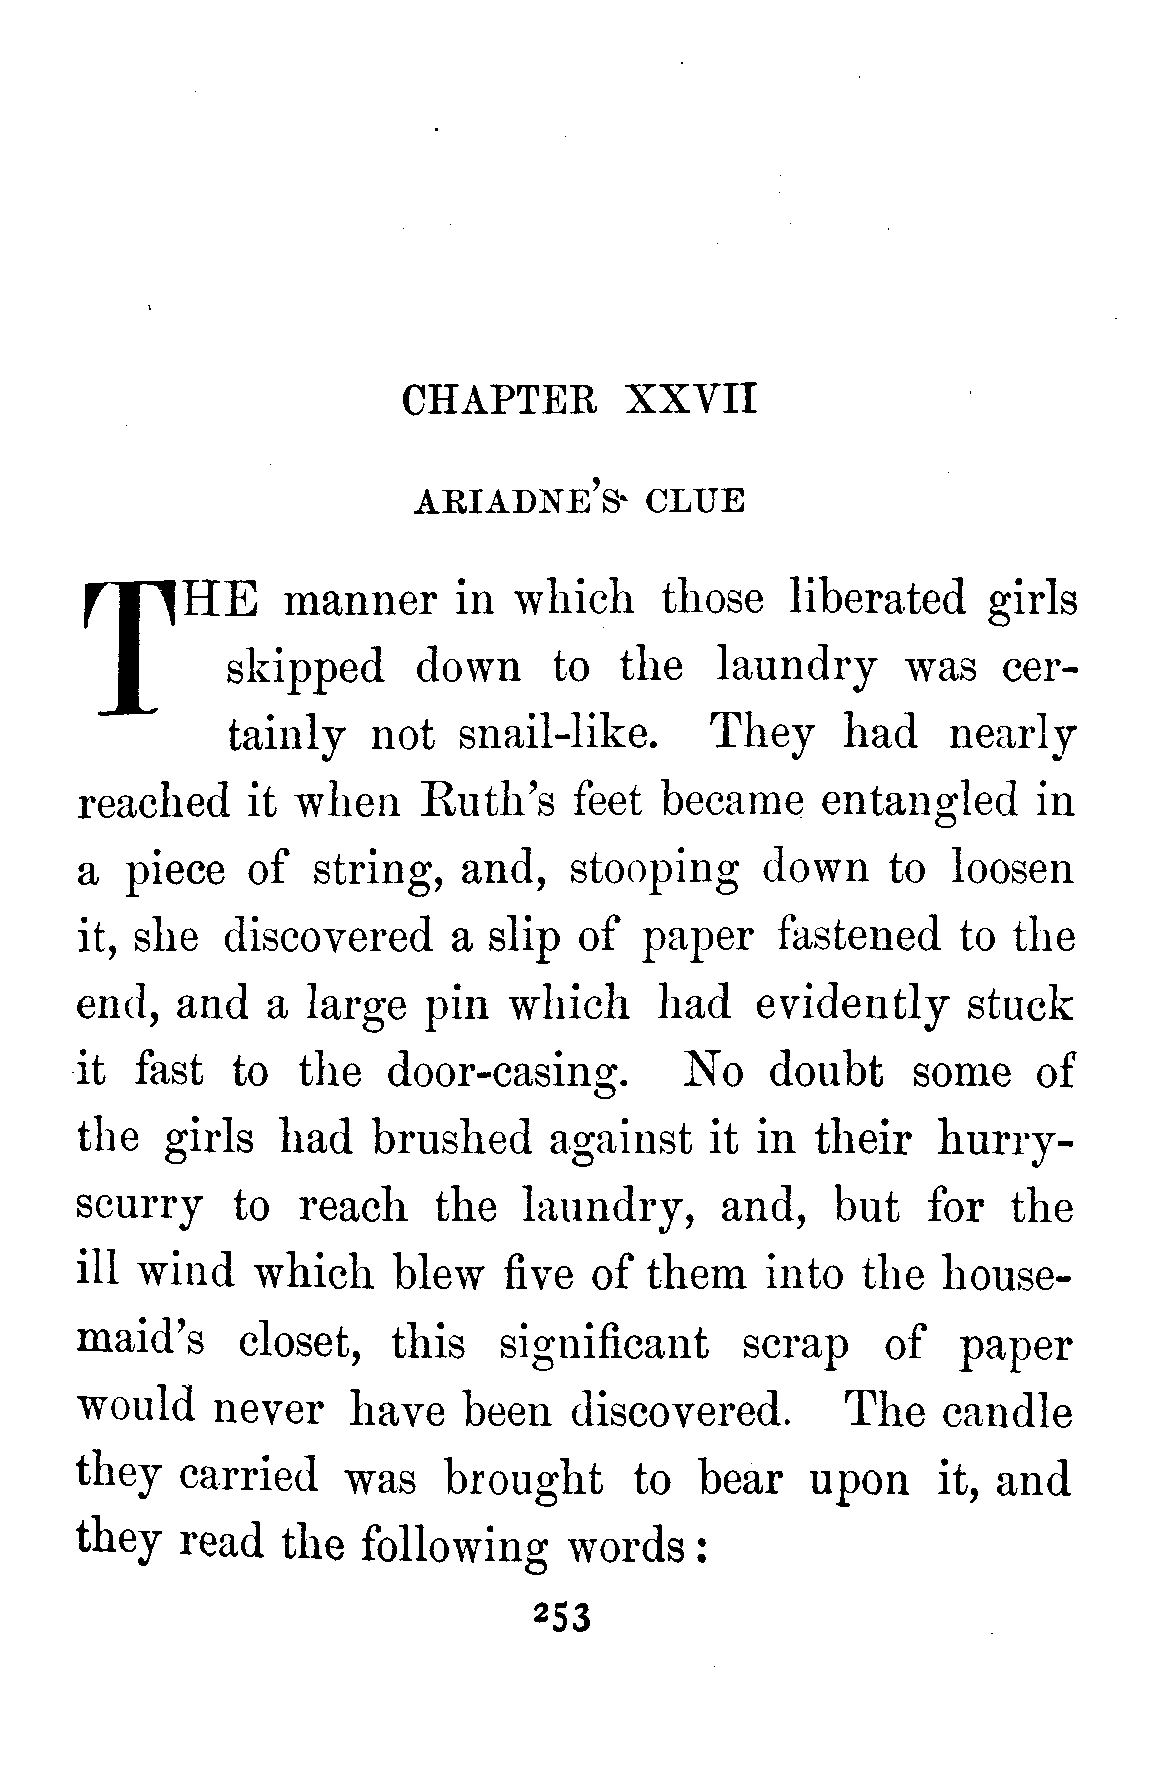 CHAPTER XXVII
ARIADNE'S CLUE
THE manner in which those liberated girls
skipped down to the laundry was cer-
tainly not snail-like. They had nearly
reached it when Ruth's feet became entangled in
a piece of string, and, stooping down to loosen
it, she discovered a slip of paper fastened to the
end, and a large pin which had evidently stuck
it fast to the door-casing. No doubt some of
the girls had brushed against it in their hurry-
scurry to reach the laundry, and, but for the
ill wind which blew five of them into the house-
maid's closet, this significant scrap of paper
would never have been discovered. The candle
they carried was brought to bear upon it, and
they read the following words:
253